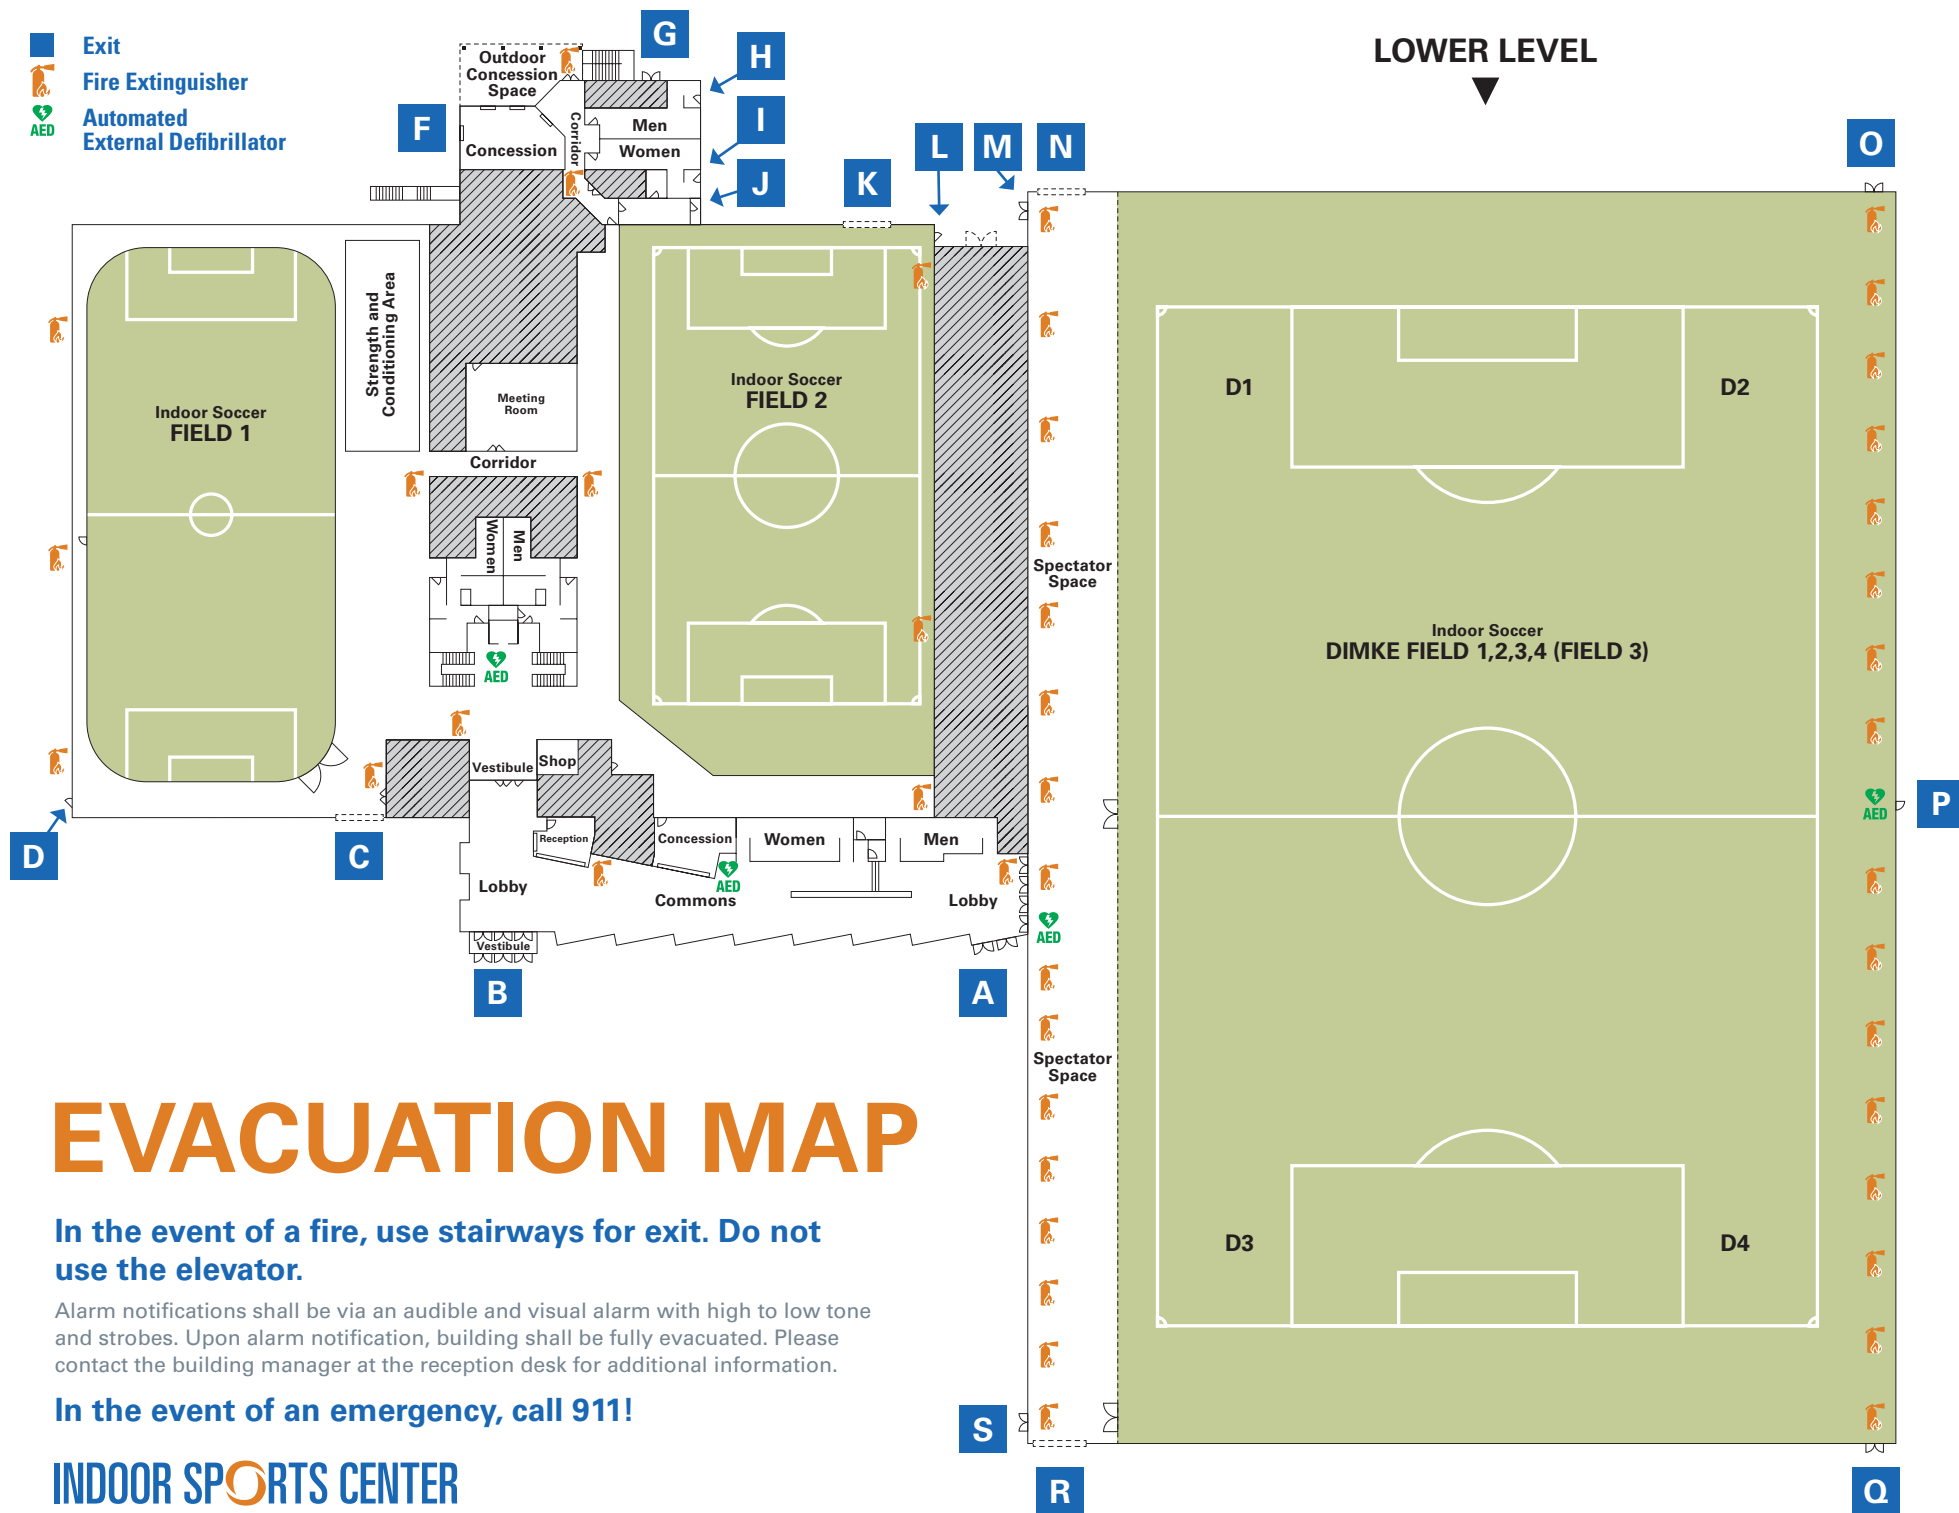 Exit
Fire Extinguisher
AED
Automated
External Defibrillator
G
H
I
J
F
K
L
M
N
O
LOWER LEVEL
Outdoor
Concession
Space
Concession
Corridor
Men
Women
Indoor Soccer
FIELD 1
Strength and
Conditioning Area
Meeting
Room
Corridor
Women
Men
AED
Indoor Soccer
FIELD 2
Spectator
Space
D1
D2
Indoor Soccer
DIMKE FIELD 1,2,3,4 (FIELD 3)
AED
P
Vestibule
Shop
D
C
Reception
Concession
Women
Men
Lobby
AED
Commons
Lobby
AED
Vestibule
B
A
Spectator
Space
D3
D4
EVACUATION MAP
In the event of a fire, use stairways for exit. Do not
use the elevator.
Alarm notifications shall be via an audible and visual alarm with high to low tone
and strobes. Upon alarm notification, building shall be fully evacuated. Please
contact the building manager at the reception desk for additional information.
In the event of an emergency, call 911!
INDOOR SPORTS CENTER
S
R
Q